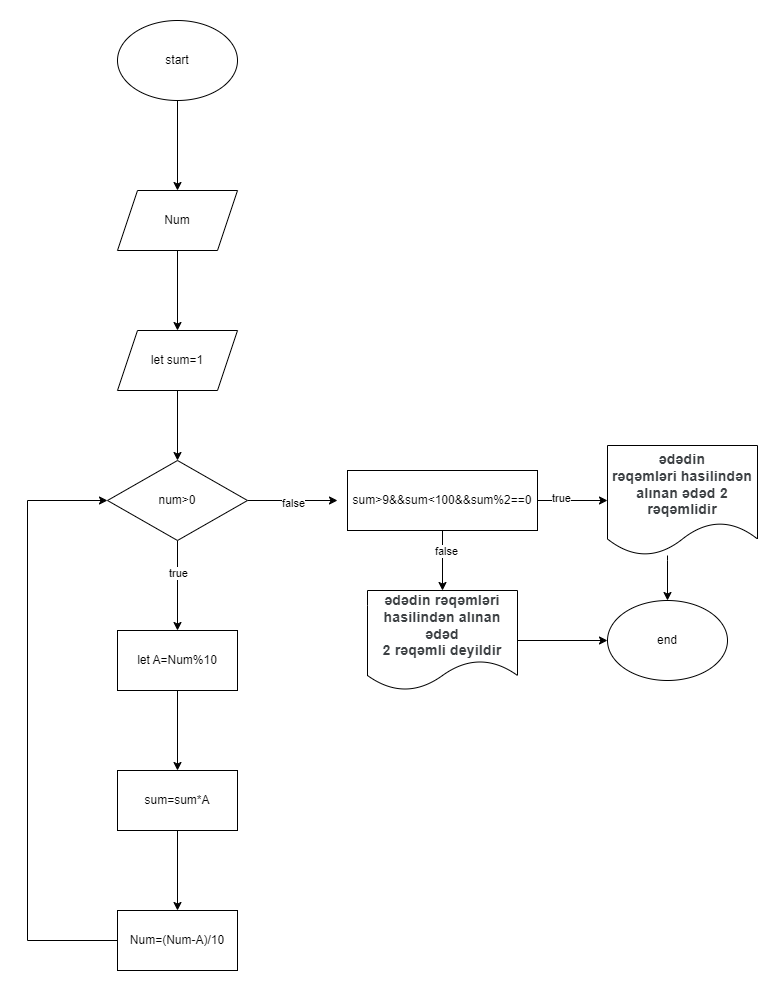 start
Num
let sum=1
num>0
false
sum>9&&sum<100&&sum%2==0
true
ədədin
rəqəmləri hasilindən
alınan ədəd 2
rəqəmlidir
false
ədədin rəqəmləri
hasilindən alınan
ədəd
2 rəqəmli deyildir
end
true
let A=Num%10
sum=sum*A
Num=(Num-A)/10